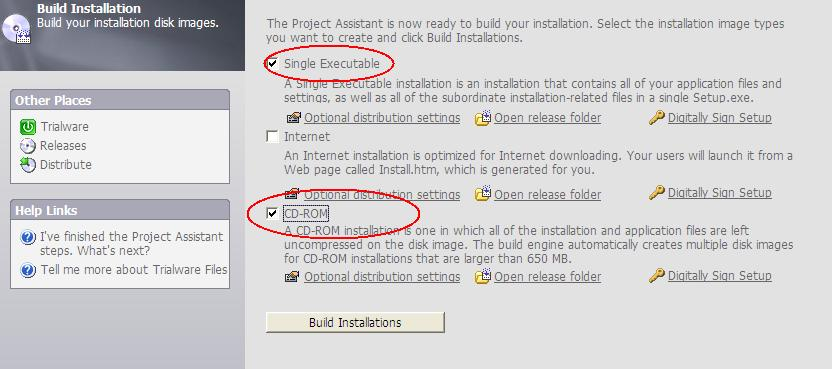 Build Installation
Build your installation disk images.
Other Places
Trialware
Releases
Distribute
Help Links
I've finished the Project Assistant
steps. What's next?
Tell me more about Trialware Files
The Project Assistant is now ready to build your installation. Select the installation image types
you want to create and click Build Installations.
Single Executable
A Single Executable installation is an installation that contains all of your application files and
settings, as well as all of the subordinate installation-related files in a single Setup.exe.
Optional distribution settings Open release folder Digitally Sign Setup
Internet
An Internet installation is optimized for Internet downloading. Your users will launch it from a
Web page called Install.htm, which is generated for you.
Optional distribution settings Open release folder Digitally Sign Setup
CD-ROM
A CD-ROM installation is one in which all of the installation and application files are left
uncompressed on the disk image. The build engine automatically creates multiple disk images
for CD-ROM installations that are larger than 650 MB.
Optional distribution settings Open release folder Digitally Sign Setup
Build Installations